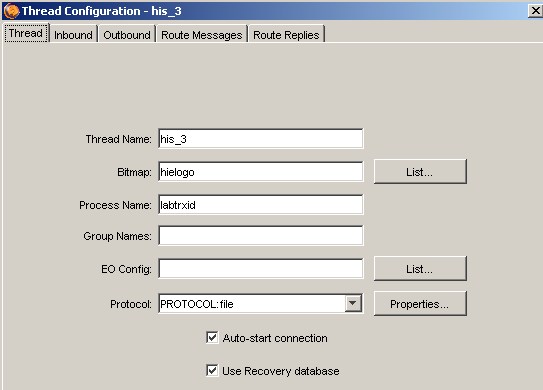 Thread Configuration - his_3
Thread Inbound Outbound Route Messages Route Replies
Thread Name: his_3
Bitmap: hielogo List...
Process Name: labtrxid
Group Names:
EO Config: List...
Protocol: PROTOCOL:file Properties...
Auto-start connection
Use Recovery database